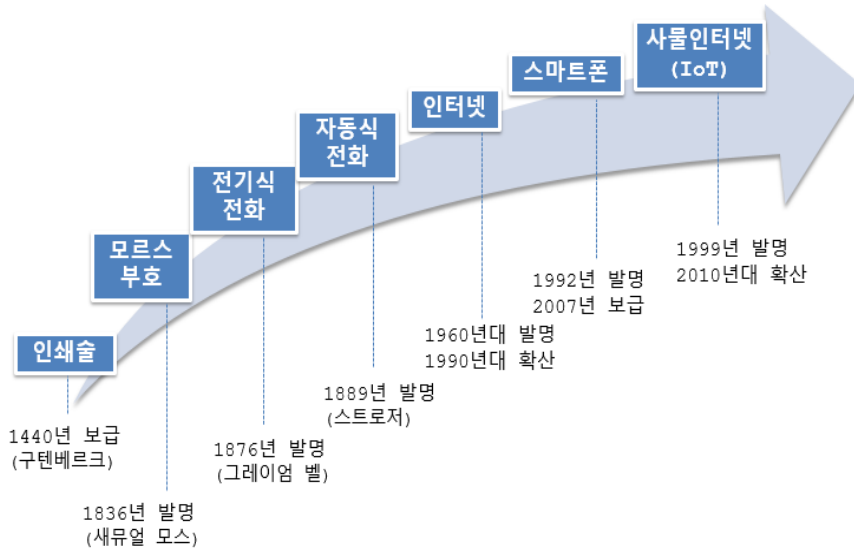 인쇄술
1440년 보급
(구텐베르크)
모르스
부호
1836년 발명
(새뮤얼 모스)
전기식
전화
1876년 발명
(그레이엄 벨)
자동식
전화
1889년 발명
(스트로저)
인터넷
1960년대 발명
1990년대 확산
스마트폰
1992년 발명
2007년 보급
사물인터넷
(IoT)
1999년 발명
2010년대 확산